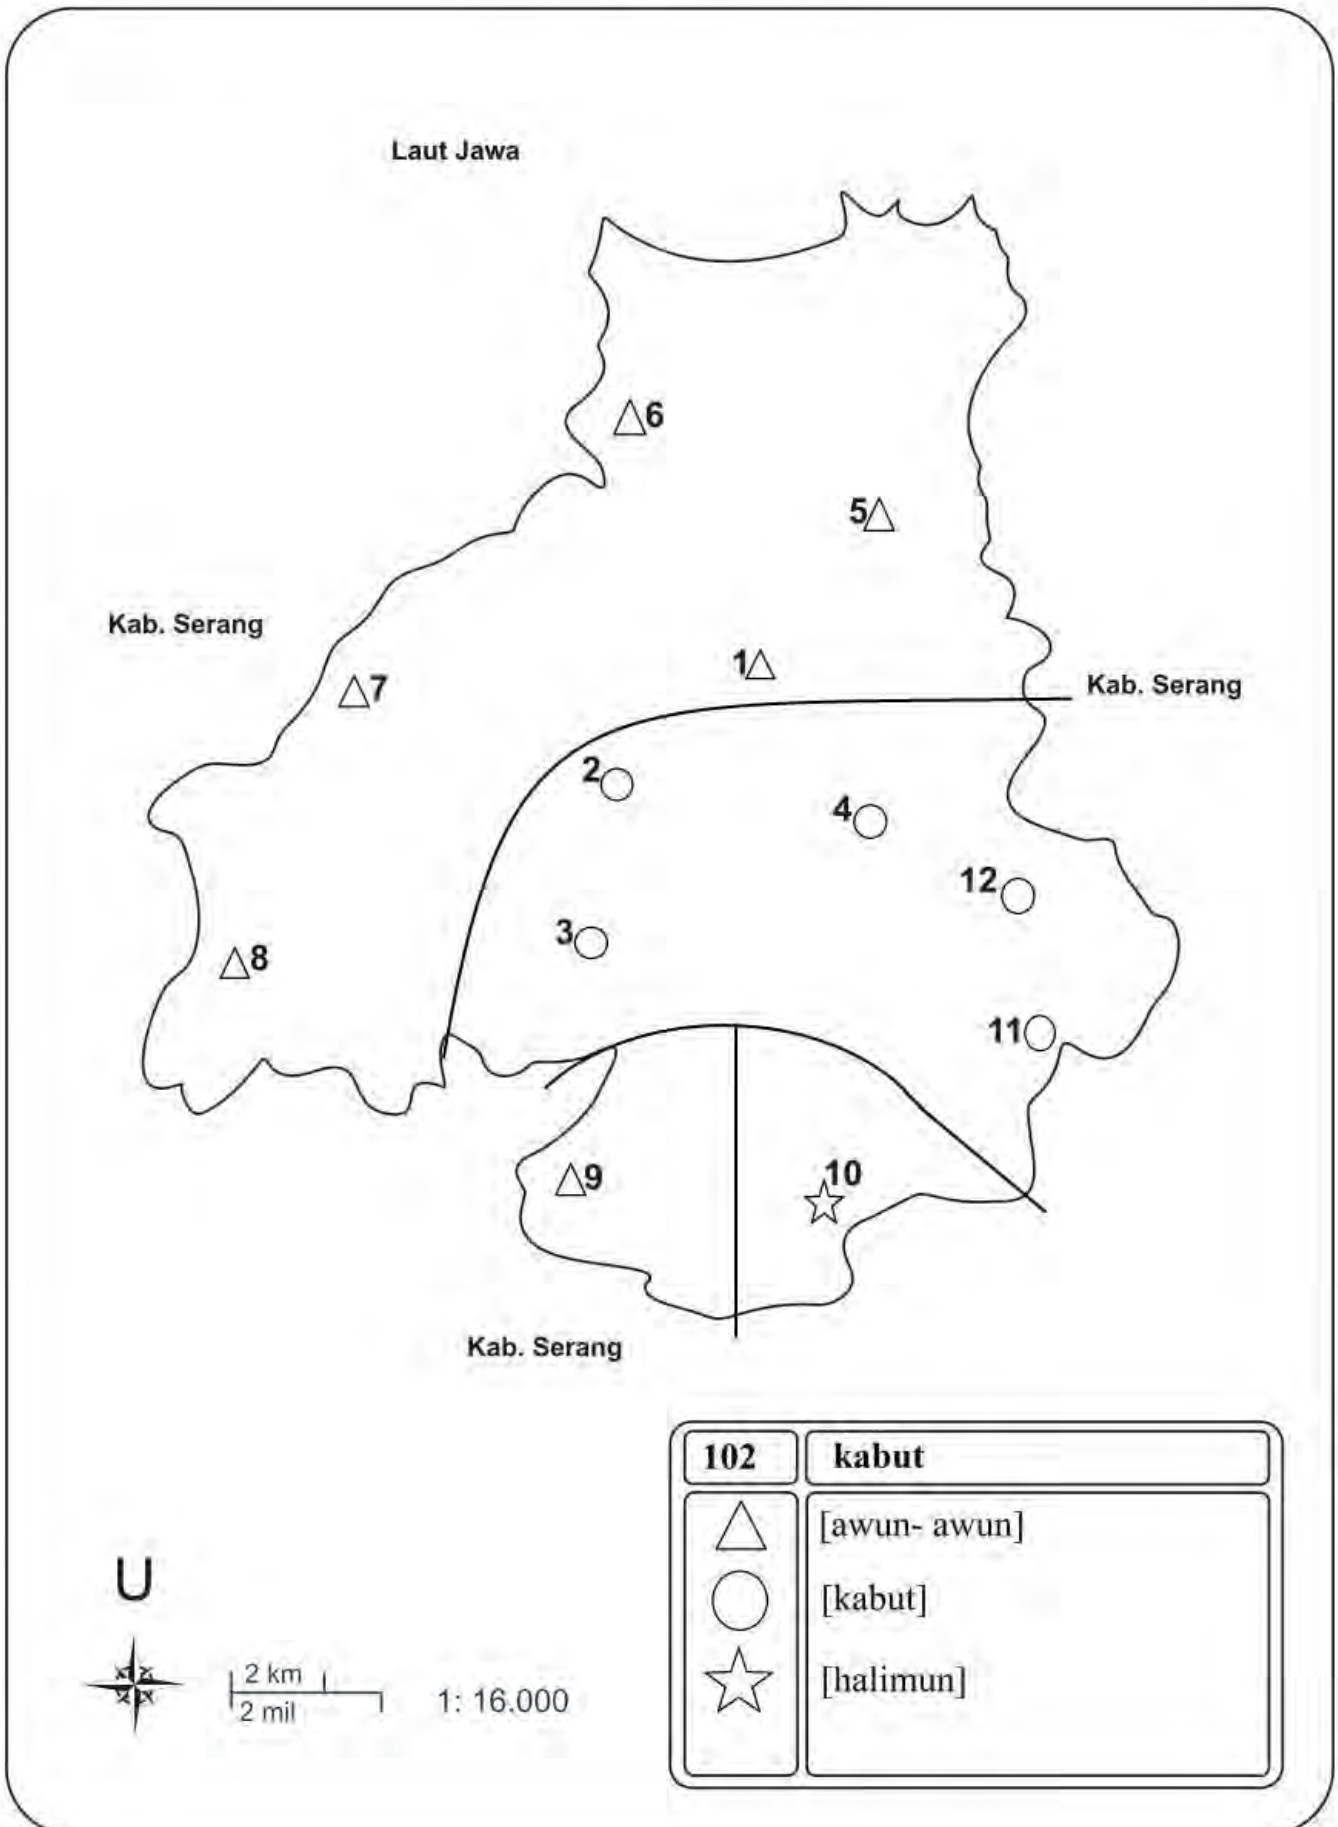 Laut Jawa
6
5
Kab. Serang
1
7
Kab. Serang
2
4
12
3
8
11
10
9
Kab. Serang
102 kabut
[awun- awun]
[kabut]
[halimun]
U
2 km
2 mil
1: 16.000